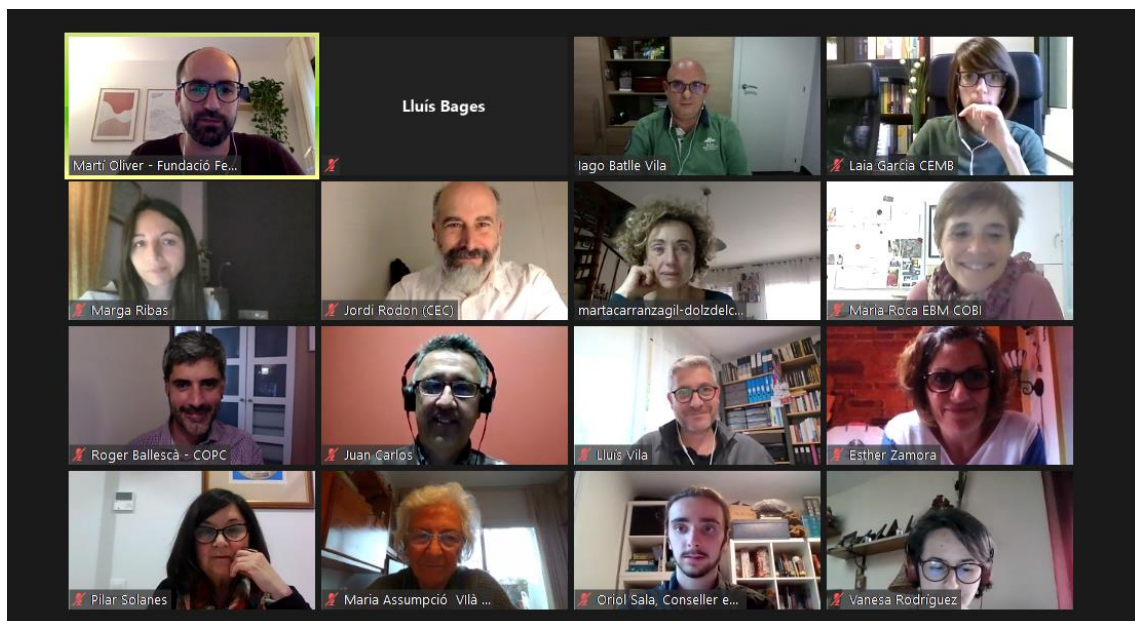 Lluís Bages
Martí Oliver - Fundació Fe...
Iago Batlle Vila
Laia Garcia CEMB
Marga Ribas
Jordi Rodon (CEC)
martacarranzagil-dolzdelc...
Maria Roca EBM COBI
Roger Ballescà - COPC
Juan Carlos
Lluís Vila
Esther Zamora
Pilar Solanes
Maria Assumpció VIlà ...
Oriol Sala, Conseller e...
Vanesa Rodríguez